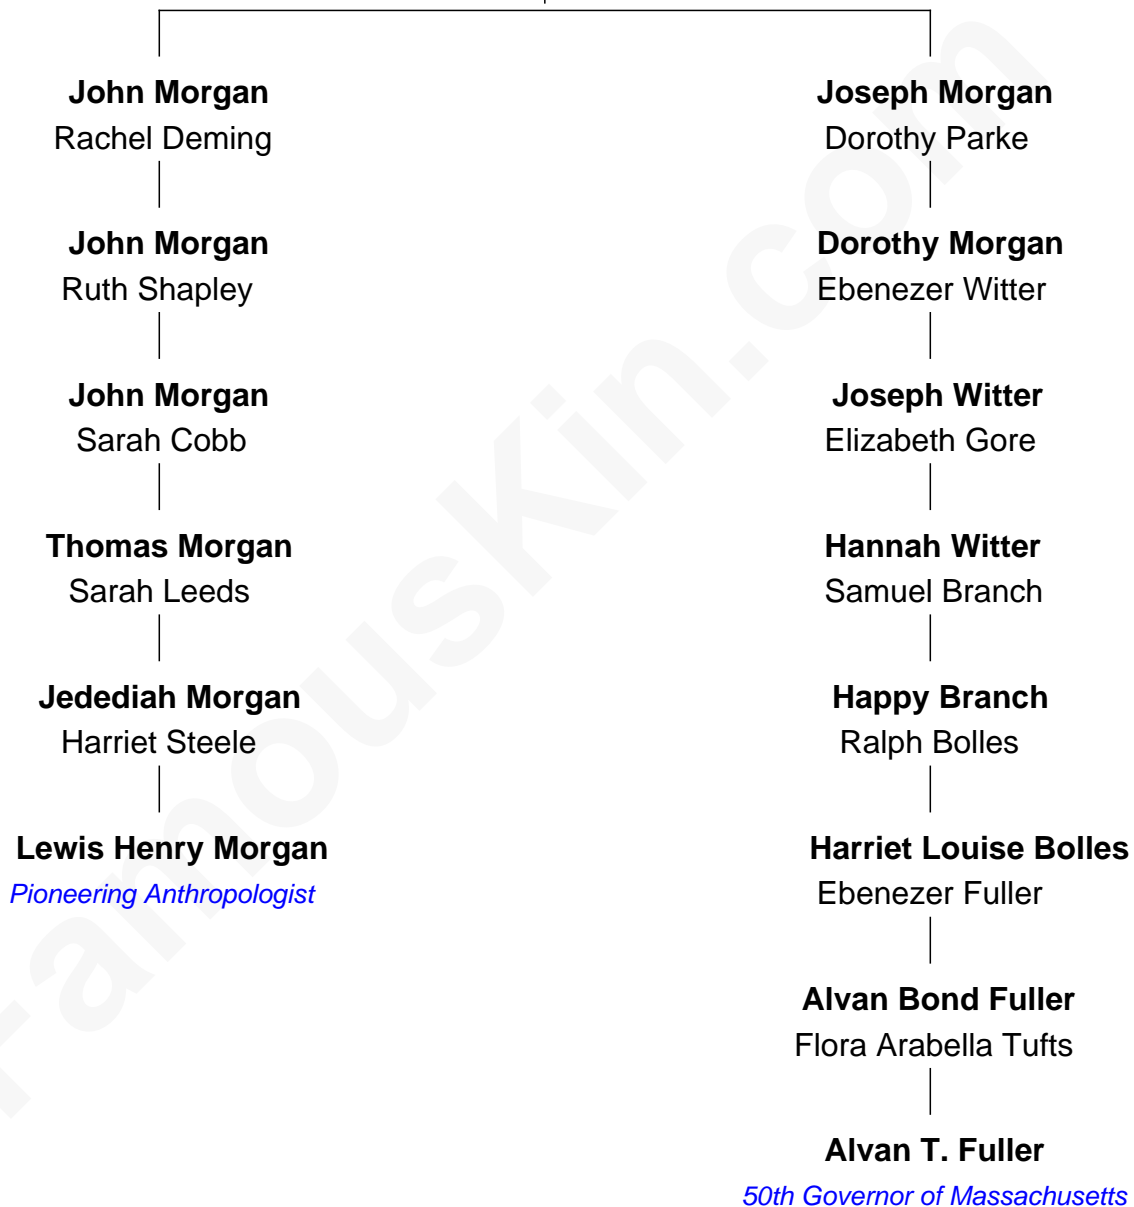 John Morgan
Rachel Deming
John Morgan
Ruth Shapley
John Morgan
Sarah Cobb
Thomas Morgan
Sarah Leeds
Jedediah Morgan
Harriet Steele
Lewis Henry Morgan
Pioneering Anthropologist
Joseph Morgan
Dorothy Parke
Dorothy Morgan
Ebenezer Witter
Joseph Witter
Elizabeth Gore
Hannah Witter
Samuel Branch
Happy Branch
Ralph Bolles
Harriet Louise Bolles
Ebenezer Fuller
Alvan Bond Fuller
Flora Arabella Tufts
Alvan T. Fuller
50th Governor of Massachusetts
FamousKin.com